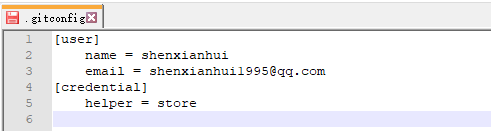 .gitconfig
1 [user]
2 name = shenxianhui
3 email = shenxianhui1995@qq.com
4 [credential]
5 helper = store
6